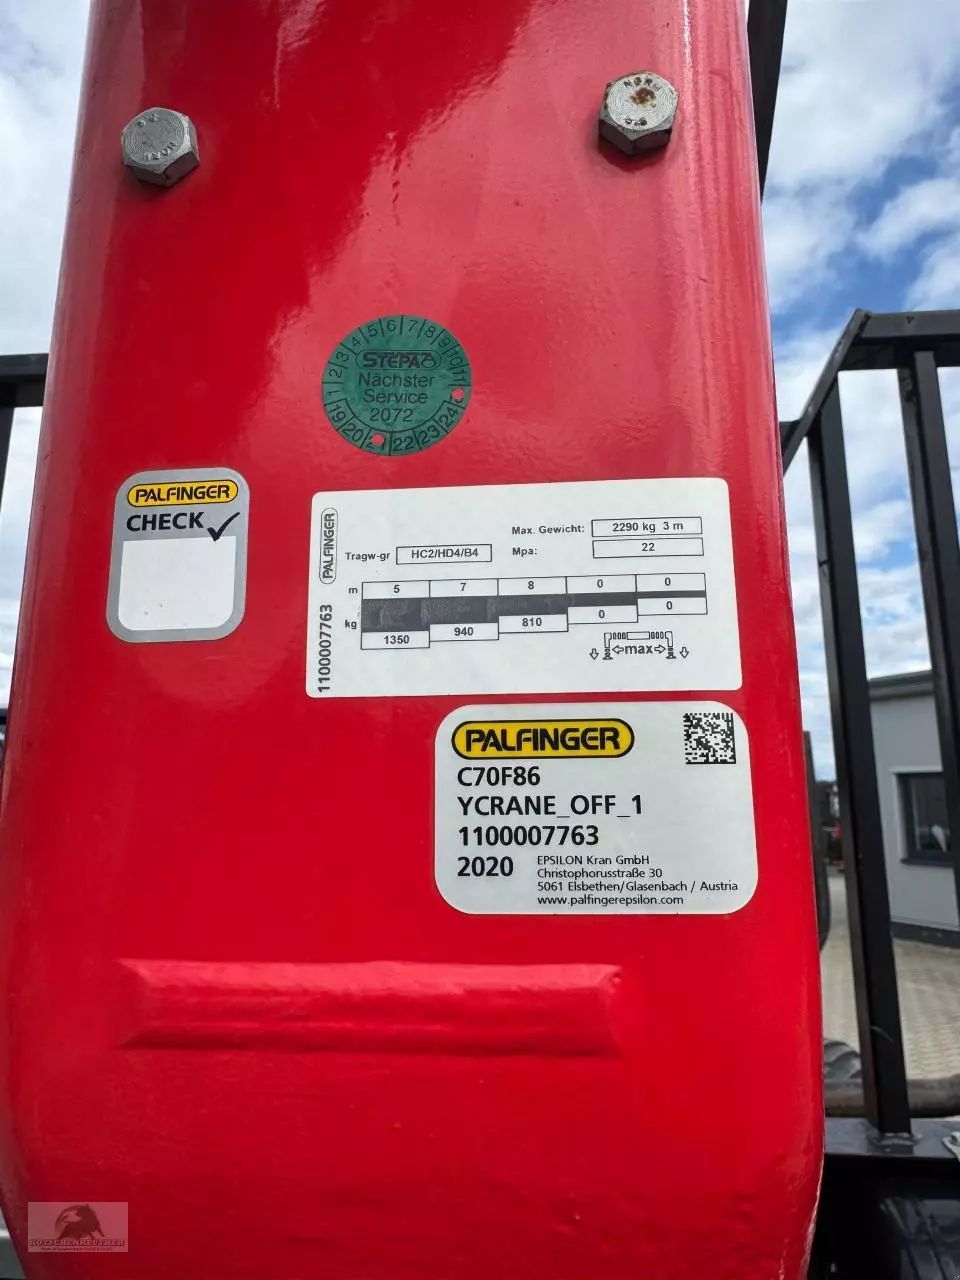 NORD
1 2 3 4 5 6 7 8 9 10 11
STEPA
Nächster
Service
2072
19 20 21 22 23 24
PALFINGER
CHECK
PALFINGER
1100007763
Max. Gewicht: 2290 kg 3 m
Tragw-gr HC2/HD4/B4 Mpa: 22
m 5 7 8 0 0
kg 1350 940 810 0 0
max
PALFINGER
C70F86
YCRANE_OFF_1
1100007763
2020 EPSILON Kran GmbH
Christophorusstraße 30
5061 Elsbethen/Glasenbach / Austria
www.palfingerepsilon.com
ROTSCHENREUTHER